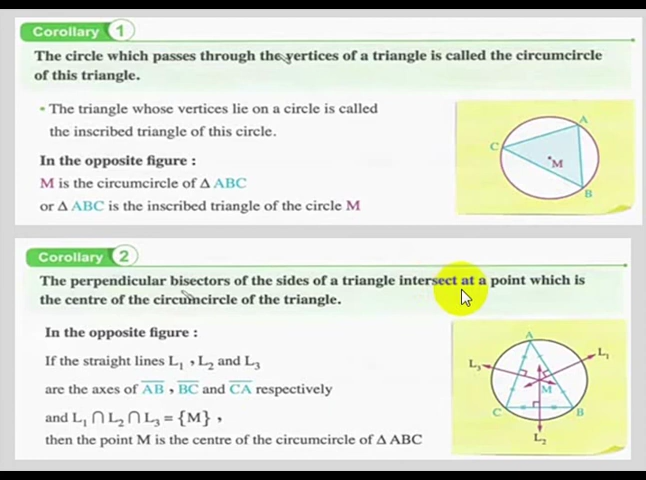 Corollary 1
The circle which passes through the vertices of a triangle is called the circumcircle
of this triangle.
• The triangle whose vertices lie on a circle is called
the inscribed triangle of this circle.
In the opposite figure :
M is the circumcircle of Δ ABC
or Δ ABC is the inscribed triangle of the circle M
A
C
M
B
Corollary 2
The perpendicular bisectors of the sides of a triangle intersect at a point which is
the centre of the circumcircle of the triangle.
In the opposite figure :
If the straight lines L₁ , L₂ and L₃
are the axes of A̅B̅ , B̅C̅ and C̅A̅ respectively
and L₁ ⋂ L₂ ⋂ L₃ = {M} ,
then the point M is the centre of the circumcircle of Δ ABC
A
L₁
L₃
M
C
B
L₂